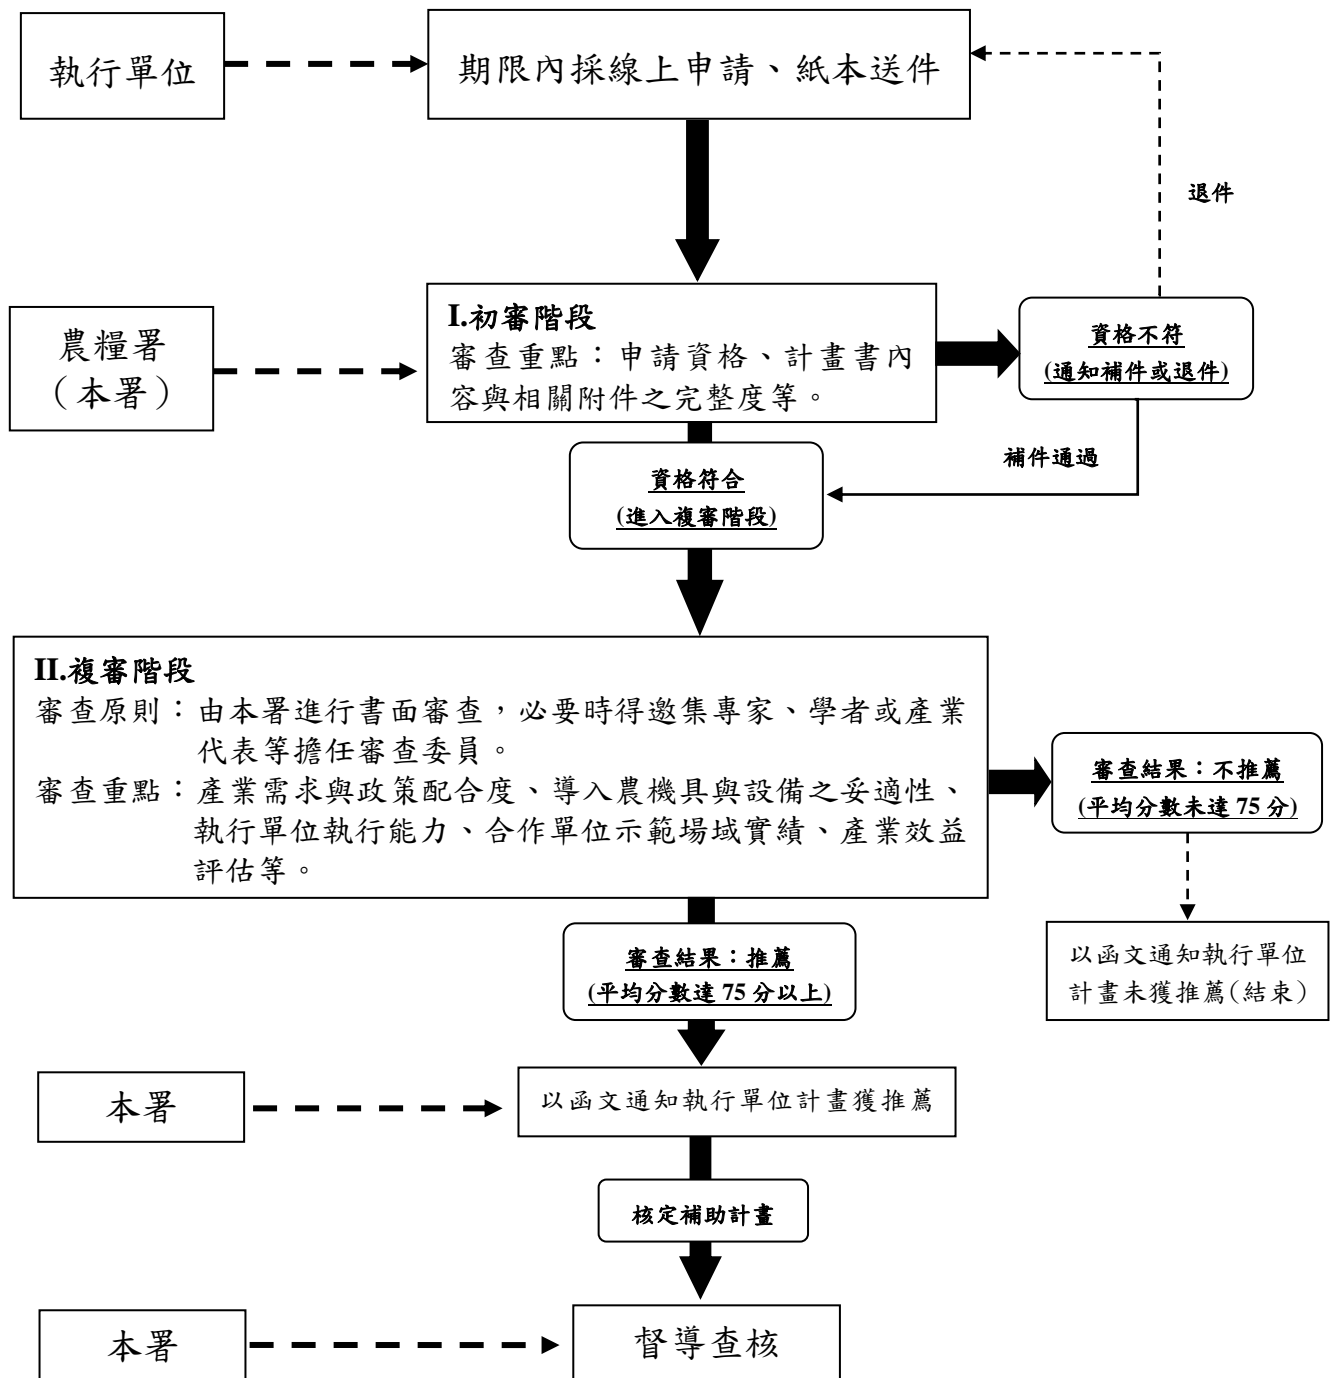 執行單位
期限內採線上申請、紙本送件
退件
農糧署
（本署）
I.初審階段
審查重點：申請資格、計畫書內
容與相關附件之完整度等。
資格不符
(通知補件或退件)
補件通過
資格符合
(進入複審階段)
II.複審階段
審查原則：由本署進行書面審查，必要時得邀集專家、學者或產業
代表等擔任審查委員。
審查重點：產業需求與政策配合度、導入農機具與設備之妥適性、
執行單位執行能力、合作單位示範場域實績、產業效益
評估等。
審查結果：不推薦
(平均分數未達 75 分)
以函文通知執行單位
計畫未獲推薦(結束)
審查結果：推薦
(平均分數達 75 分以上)
本署
以函文通知執行單位計畫獲推薦
核定補助計畫
本署
督導查核